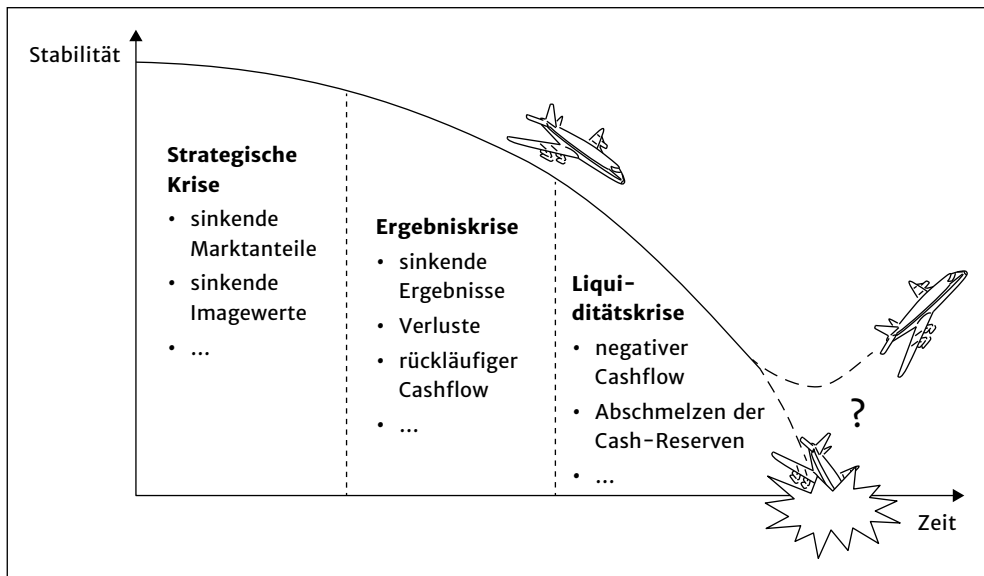 Stabilität
Strategische
Krise
• sinkende
Marktanteile
• sinkende
Imagewerte
• ...
Ergebniskrise
• sinkende
Ergebnisse
• Verluste
• rückläufiger
Cashflow
• ...
Liqui-
ditätskrise
• negativer
Cashflow
• Abschmelzen der
Cash-Reserven
• ...
?
Zeit